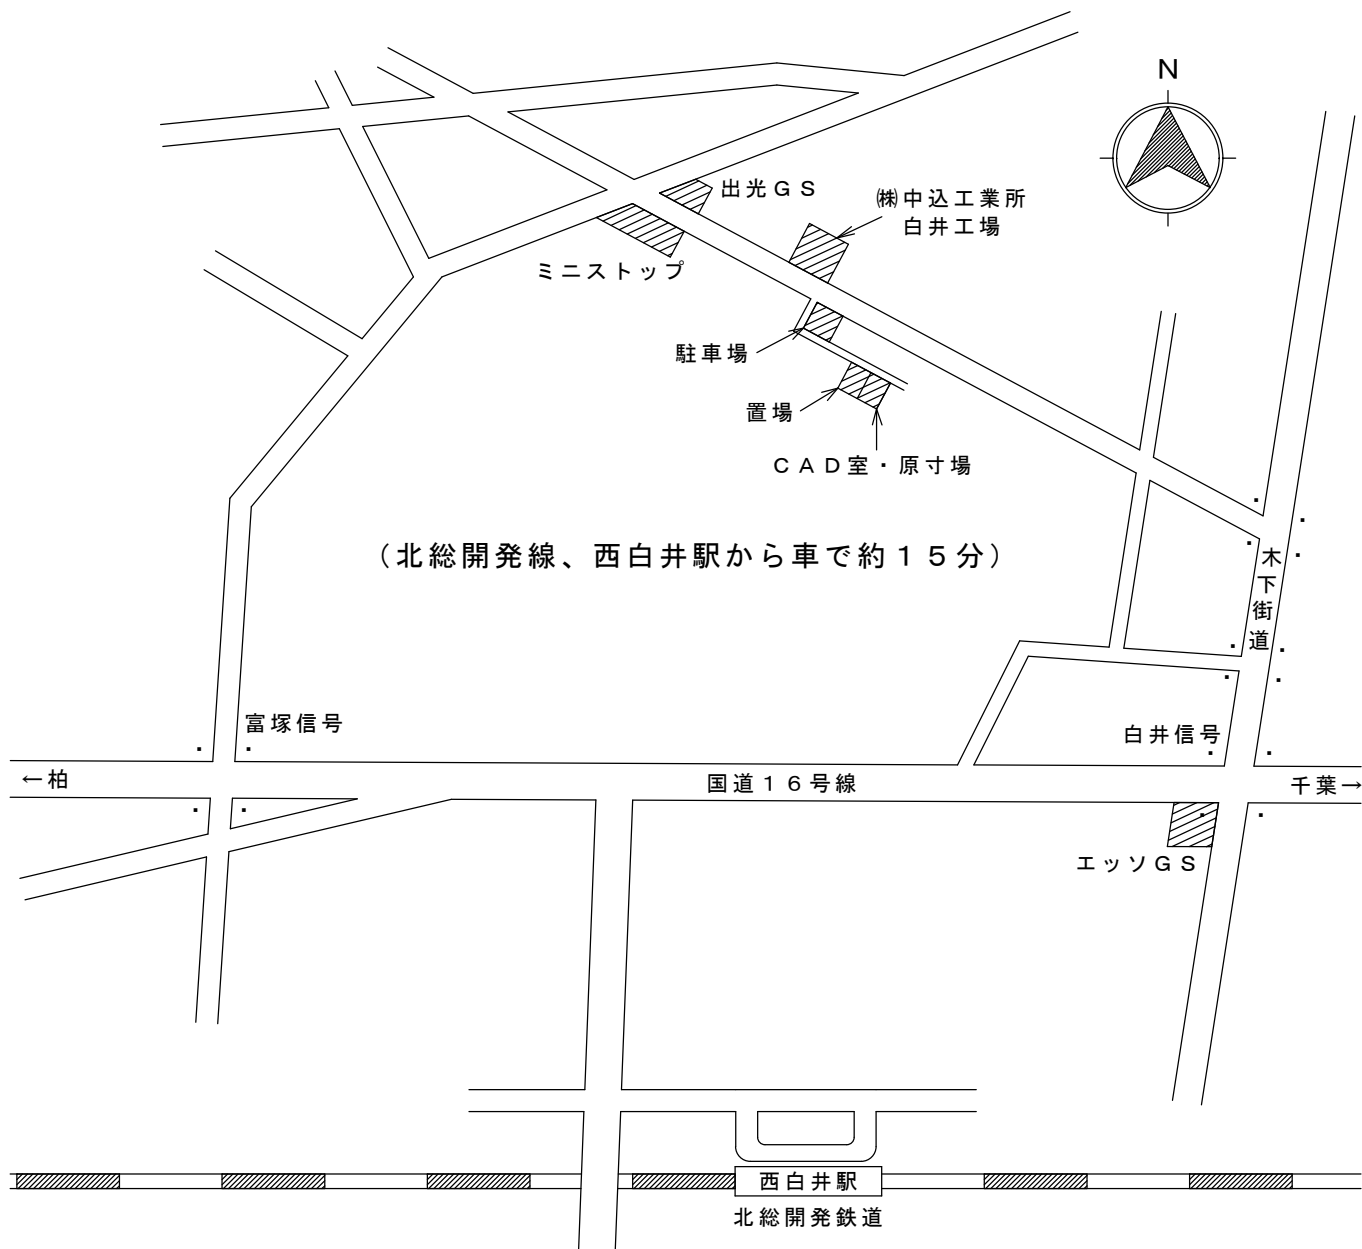 N
出光ＧＳ
㈱中込工業所
白井工場
ミニストップ
駐車場
置場
ＣＡＤ室・原寸場
（北総開発線、西白井駅から車で約１５分）
木下街道
富塚信号
白井信号
←柏
国道１６号線
千葉→
エッソＧＳ
西白井駅
北総開発鉄道